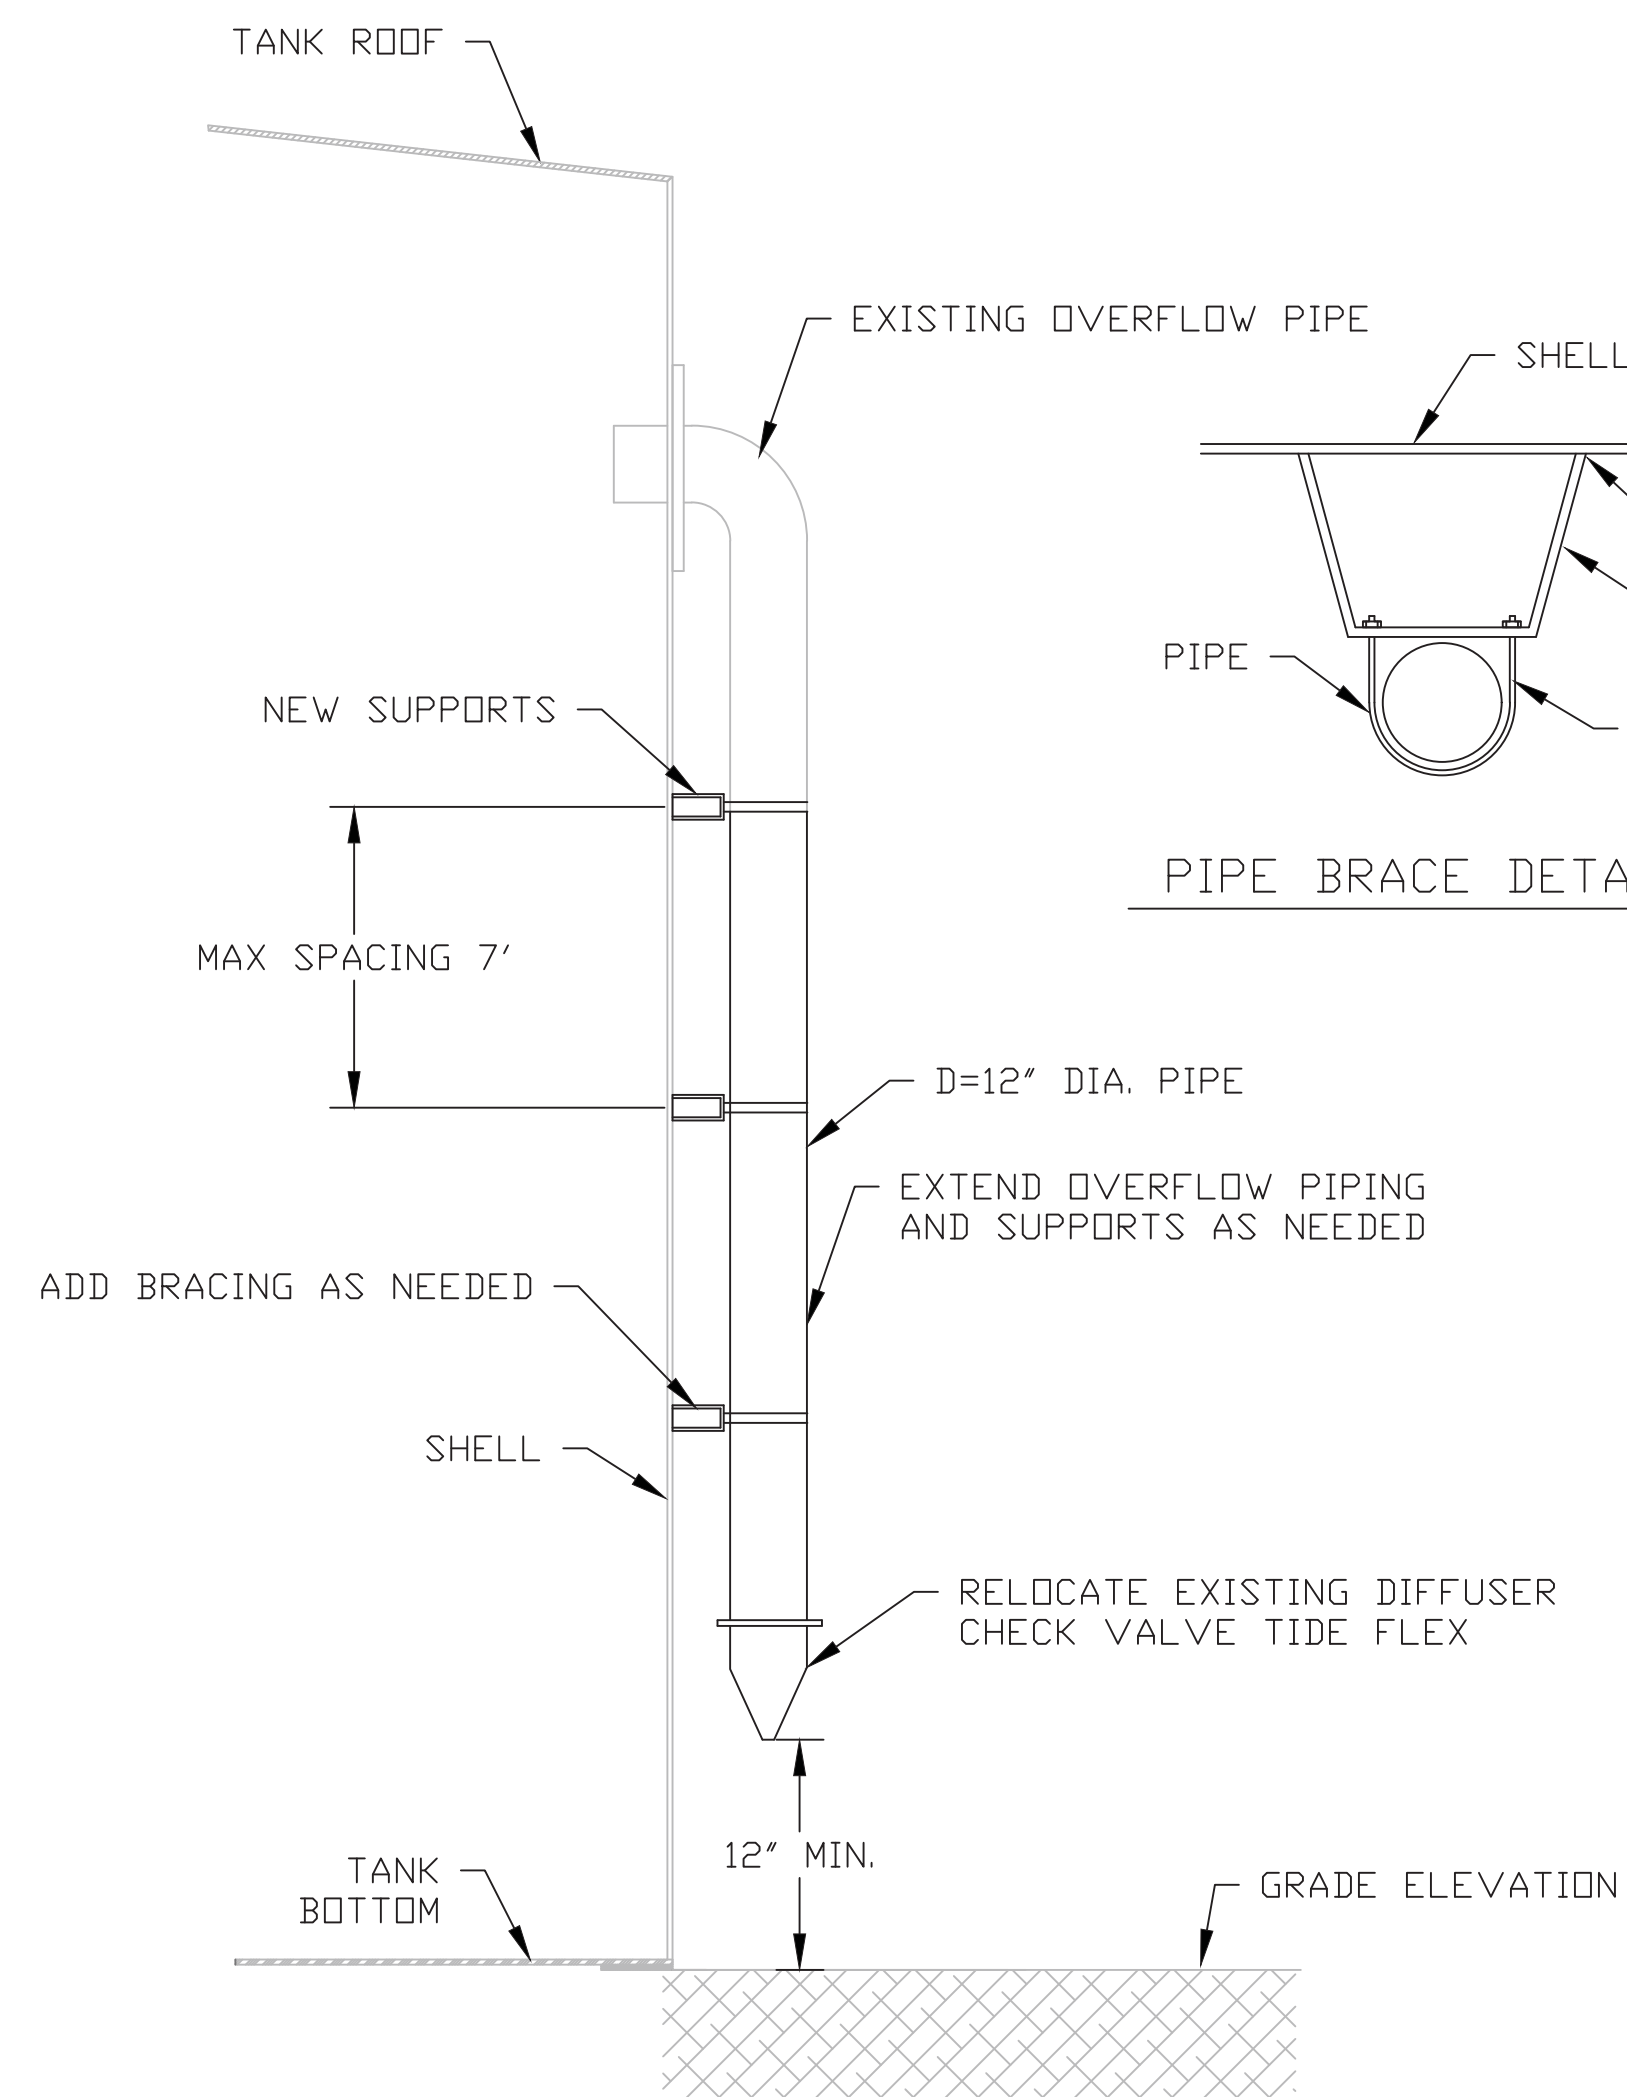 TANK ROOF
EXISTING OVERFLOW PIPE
SHELL
PIPE
NEW SUPPORTS
PIPE BRACE DETA
MAX SPACING 7'
D=12" DIA. PIPE
EXTEND OVERFLOW PIPING
AND SUPPORTS AS NEEDED
ADD BRACING AS NEEDED
SHELL
RELOCATE EXISTING DIFFUSER
CHECK VALVE TIDE FLEX
12" MIN.
TANK
BOTTOM
GRADE ELEVATION